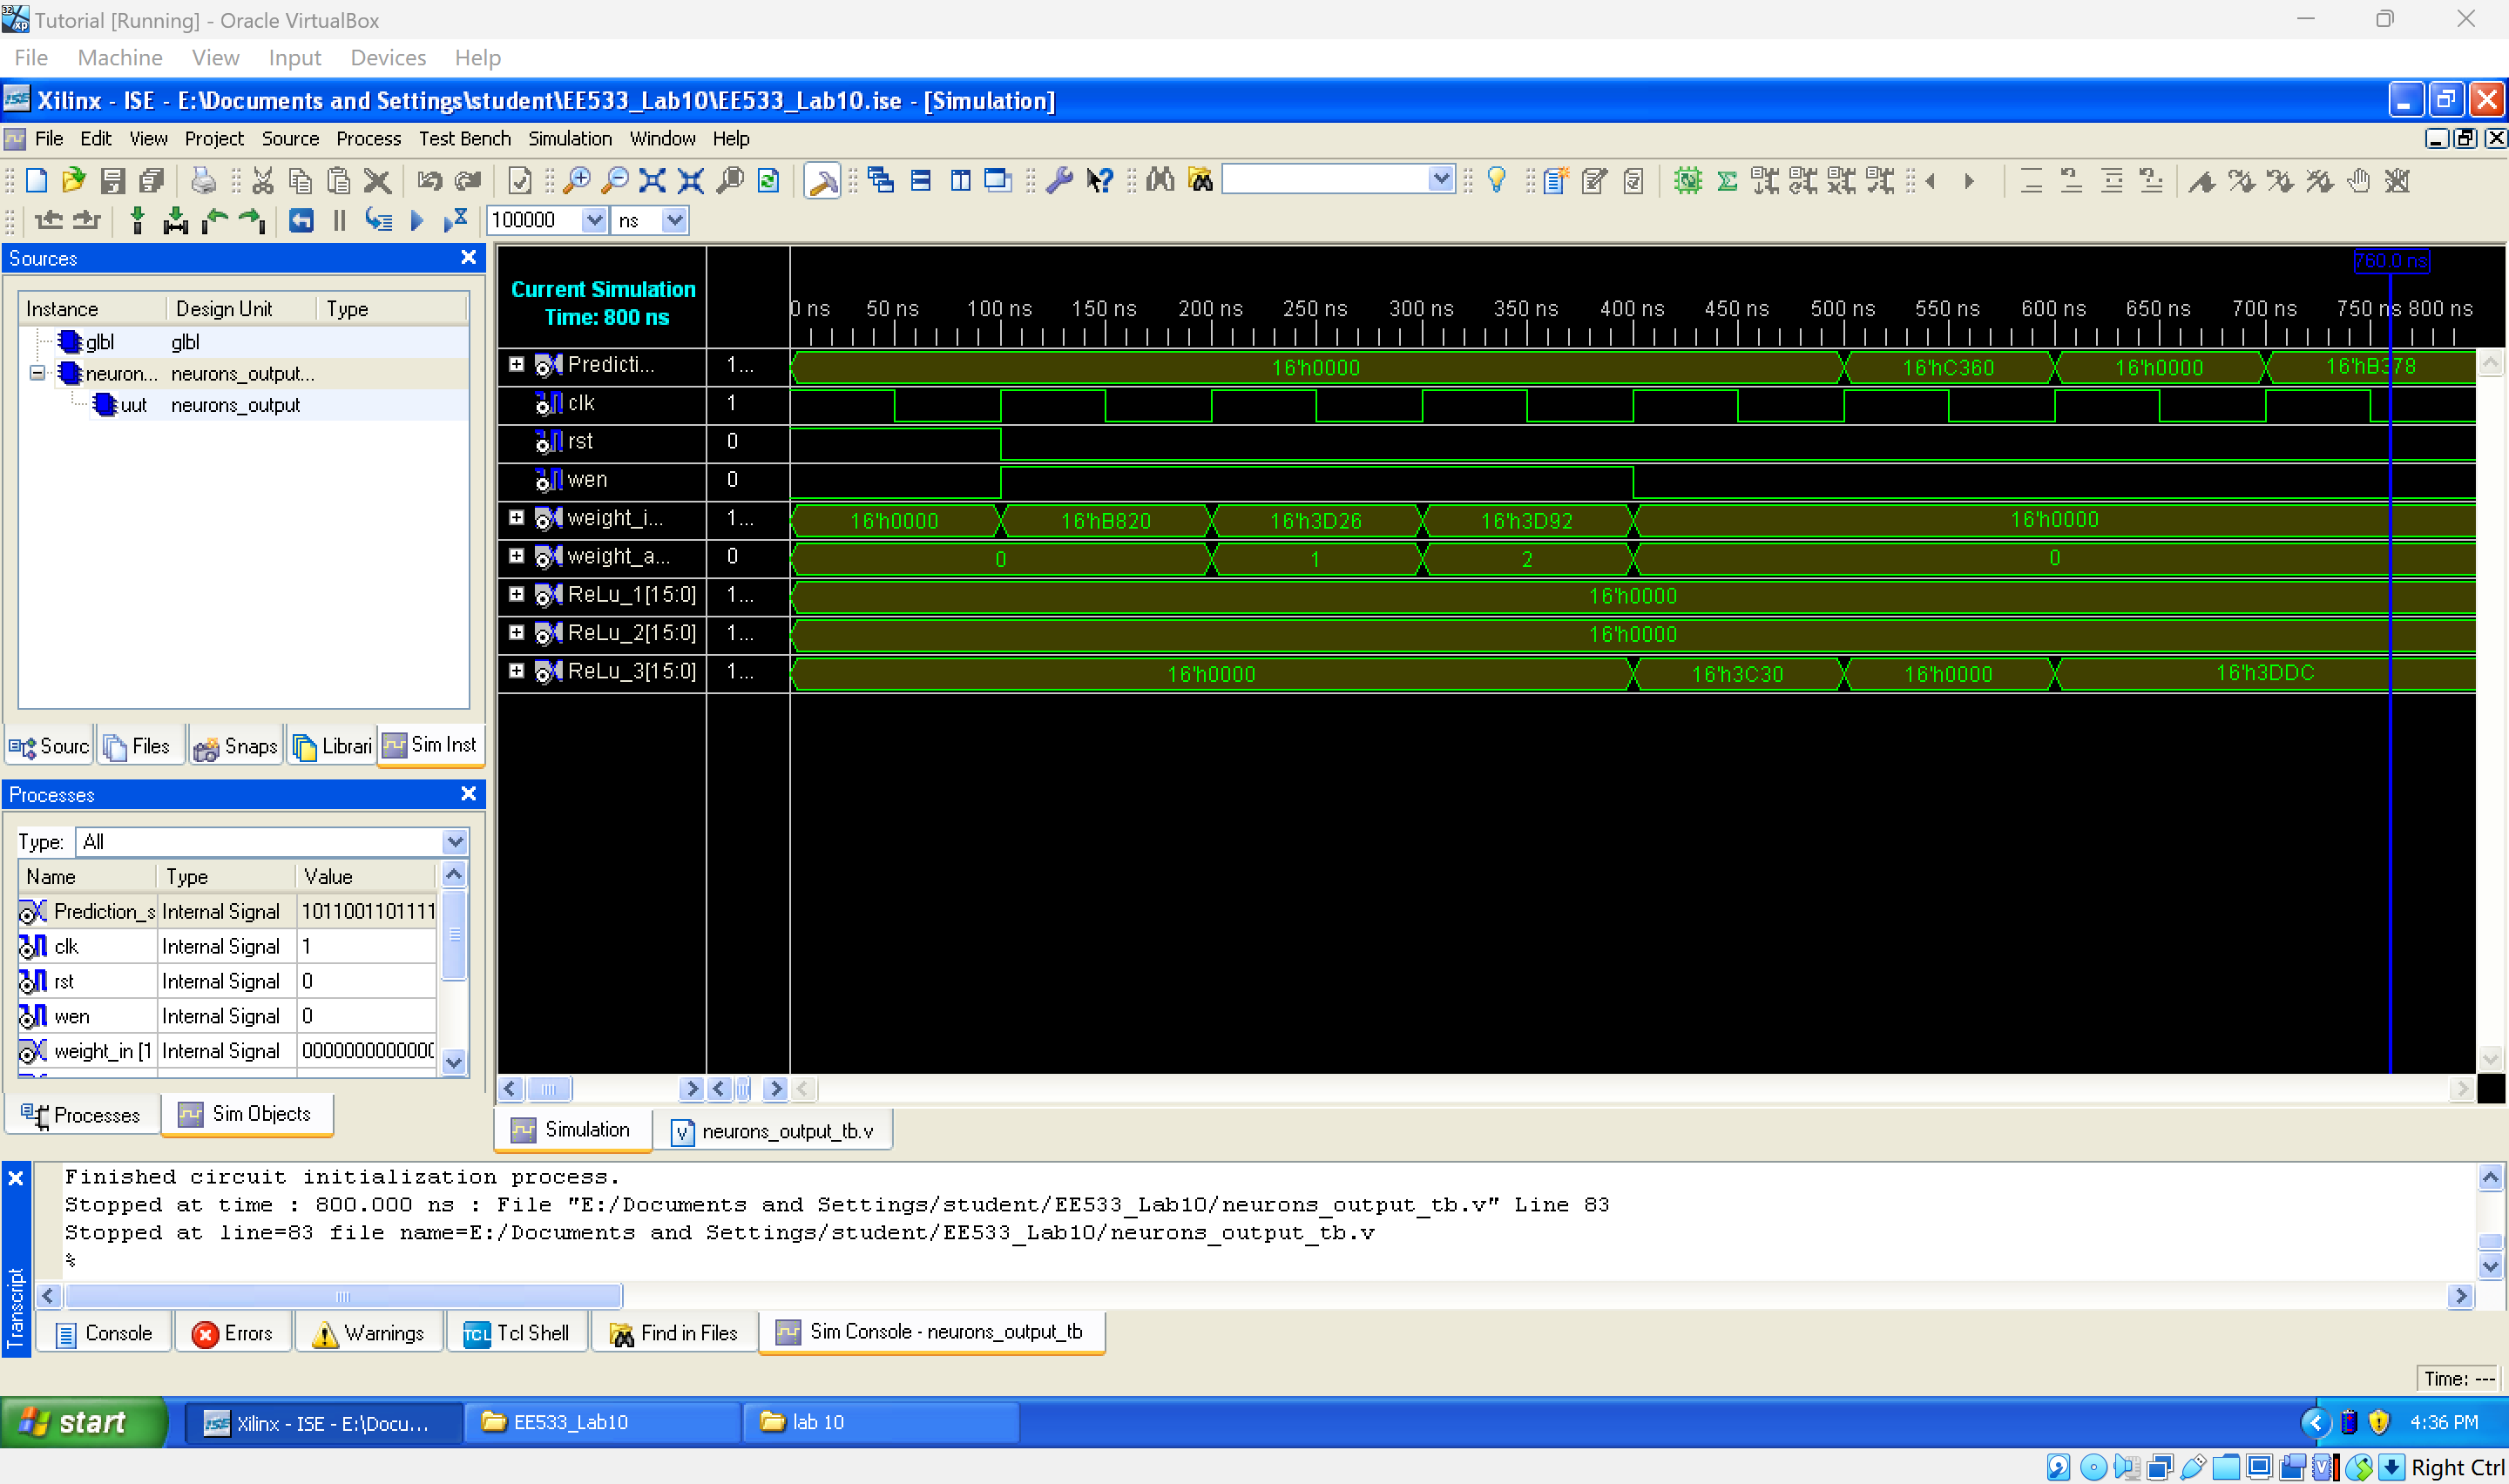 Tutorial [Running] - Oracle VirtualBox
File Machine View Input Devices Help
Xilinx - ISE - E:\Documents and Settings\student\EE533_Lab10\EE533_Lab10.ise - [Simulation]
File Edit View Project Source Process Test Bench Simulation Window Help
100000 ns
Sources
Instance Design Unit Type
glbl glbl
neuron... neurons_output...
uut neurons_output
Sourc Files Snaps Librari Sim Inst
Processes
Type: All
Name Type Value
Prediction_s Internal Signal 1011001101111
clk Internal Signal 1
rst Internal Signal 0
wen Internal Signal 0
weight_in [1 Internal Signal 0000000000000
Processes Sim Objects
760.0 ns
Current Simulation
Time: 800 ns
0 ns 50 ns 100 ns 150 ns 200 ns 250 ns 300 ns 350 ns 400 ns 450 ns 500 ns 550 ns 600 ns 650 ns 700 ns 750 ns 800 ns
Predicti... 1... 16'h0000 16'hC360 16'h0000 16'hB378
clk 1
rst 0
wen 0
weight_i... 1... 16'h0000 16'hB820 16'h3D26 16'h3D92 16'h0000
weight_a... 0 0 1 2 0
ReLu_1[15:0] 1... 16'h0000
ReLu_2[15:0] 1... 16'h0000
ReLu_3[15:0] 1... 16'h0000 16'h3C30 16'h0000 16'h3DDC
Simulation neurons_output_tb.v
Transcript
Finished circuit initialization process.
Stopped at time : 800.000 ns : File "E:/Documents and Settings/student/EE533_Lab10/neurons_output_tb.v" Line 83
Stopped at line=83 file name=E:/Documents and Settings/student/EE533_Lab10/neurons_output_tb.v
%
Console Errors Warnings Tcl Shell Find in Files Sim Console - neurons_output_tb
Time: ---
start Xilinx - ISE - E:\Docu... EE533_Lab10 lab 10 4:36 PM
Right Ctrl